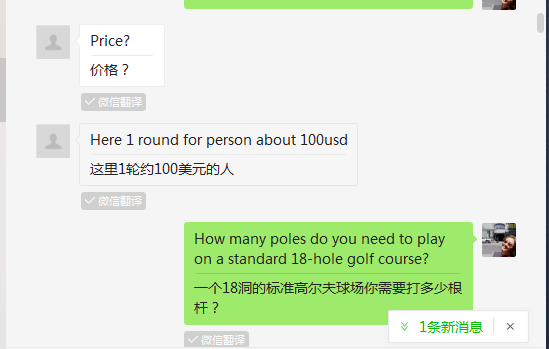 Price?
价格？
微信翻译
Here 1 round for person about 100usd
这里1轮约100美元的人
微信翻译
How many poles do you need to play
on a standard 18-hole golf course?
一个18洞的标准高尔夫球场你需要打多少根
杆？
1条新消息
微信翻译